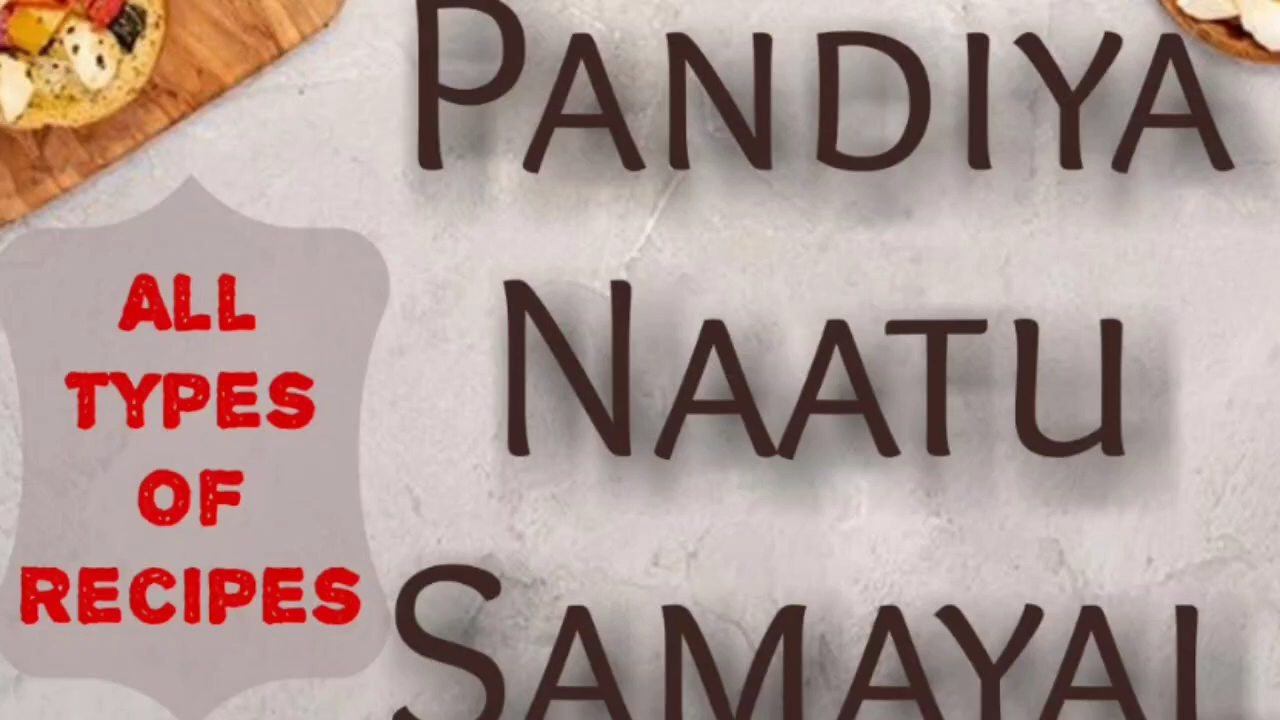 PANDIYA
NAATU
SAMAYAL
ALL
TYPES
OF
RECIPES